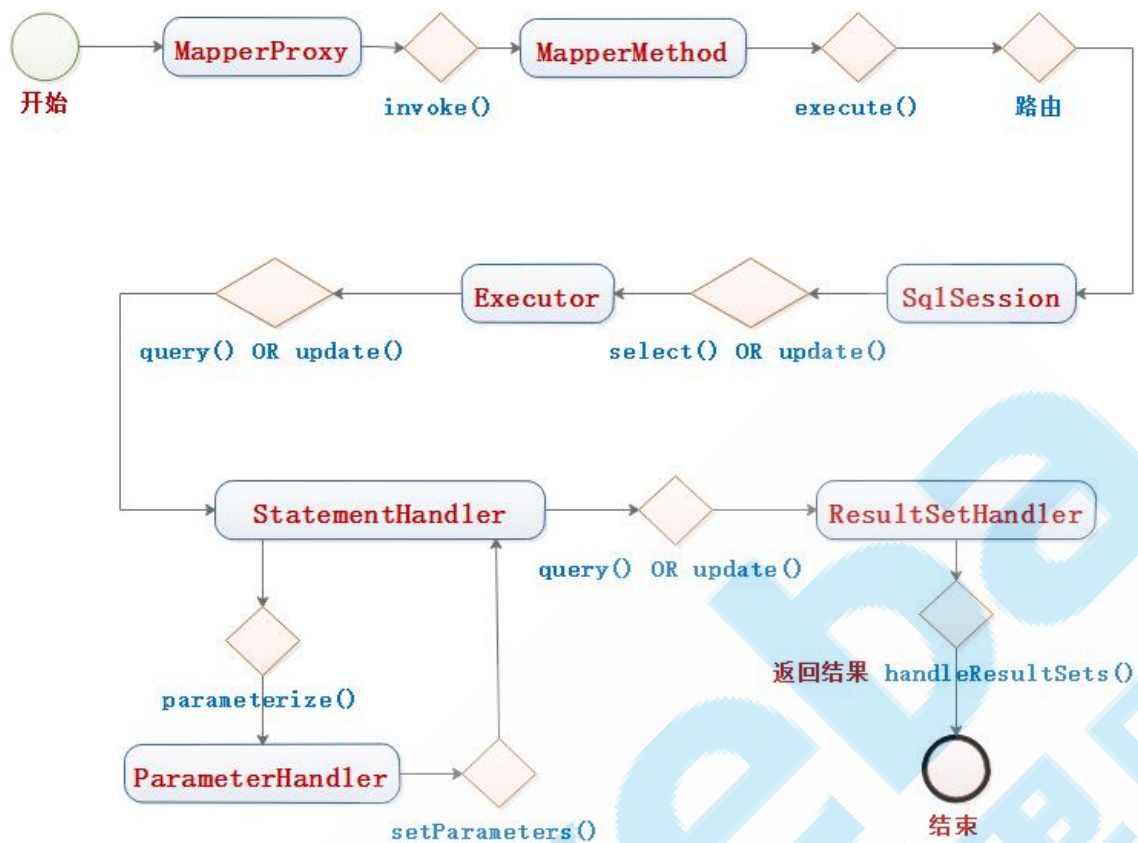 MapperProxy
MapperMethod
开始
invoke()
execute()
路由
Executor
SqlSession
query() OR update()
select() OR update()
StatementHandler
ResultSetHandler
query() OR update()
返回结果 handleResultSets()
parameterize()
ParameterHandler
setParameters()
结束